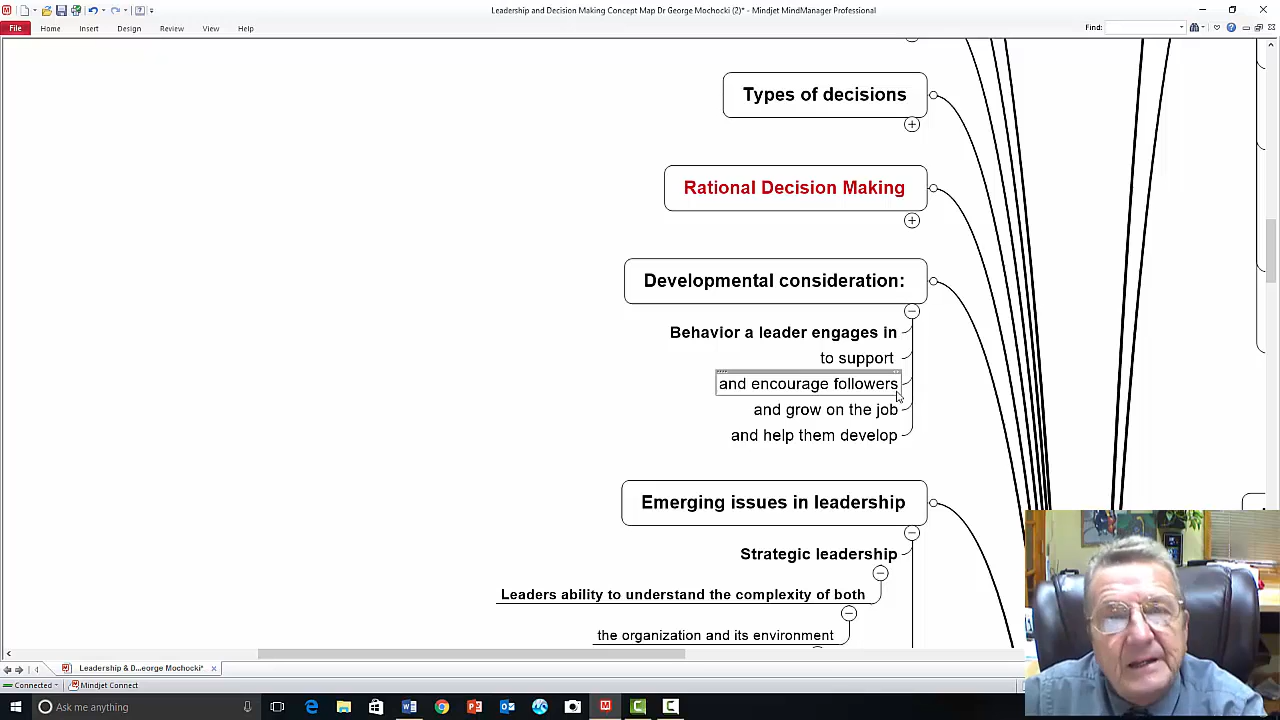 Leadership and Decision Making Concept Map Dr George Mochocki (2)* - Mindjet MindManager Professional
File Home Insert Design Review View Help Find:
Types of decisions
Rational Decision Making
Developmental consideration:
Behavior a leader engages in
to support
and encourage followers
and grow on the job
and help them develop
Emerging issues in leadership
Strategic leadership
Leaders ability to understand the complexity of both
the organization and its environment
Leadership & D...eorge Mochocki*
Connected Mindjet Connect
Ask me anything